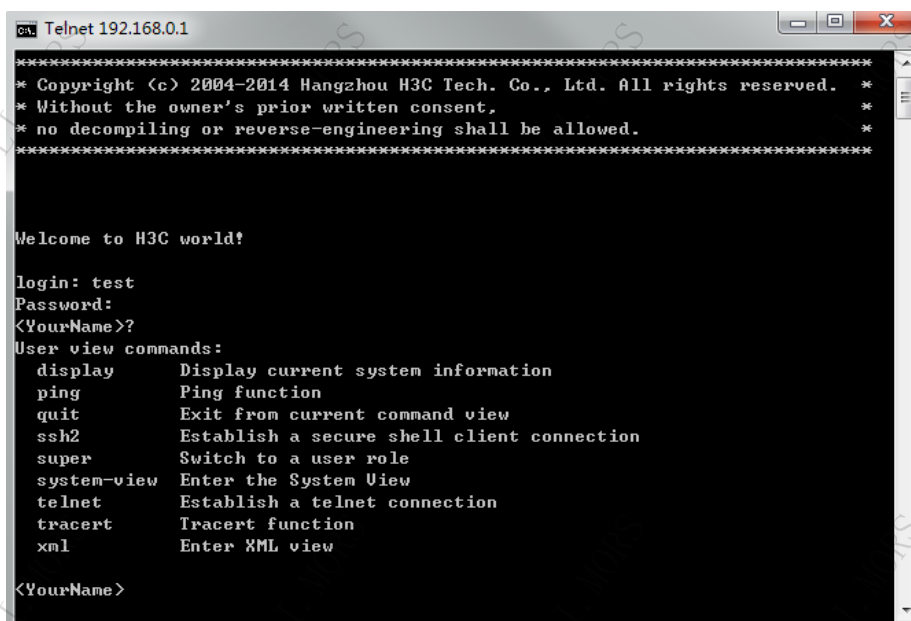 Telnet 192.168.0.1
******************************************************************************
* Copyright (c) 2004-2014 Hangzhou H3C Tech. Co., Ltd. All rights reserved.  *
* Without the owner's prior written consent,                                 *
* no decompiling or reverse-engineering shall be allowed.                    *
******************************************************************************
Welcome to H3C world!
login: test
Password:
<YourName>?
User view commands:
  display      Display current system information
  ping         Ping function
  quit         Exit from current command view
  ssh2         Establish a secure shell client connection
  super        Switch to a user role
  system-view  Enter the System View
  telnet       Establish a telnet connection
  tracert      Tracert function
  xml          Enter XML view
<YourName>